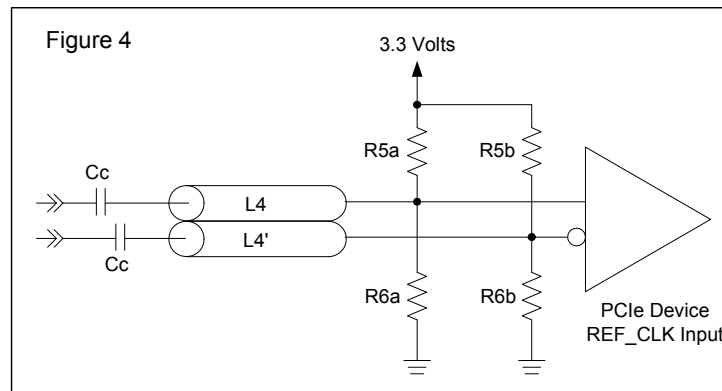 Figure 4
3.3 Volts
R5a
R5b
Cc
L4
L4'
Cc
R6a
R6b
PCIe Device
REF_CLK Input